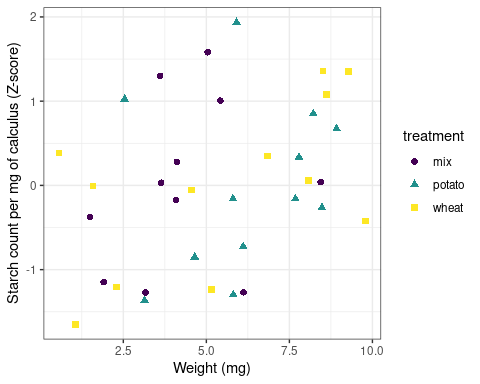 2
1
0
-1
2.5
5.0
7.5
10.0
Weight (mg)
Starch count per mg of calculus (Z-score)
treatment
mix
potato
wheat